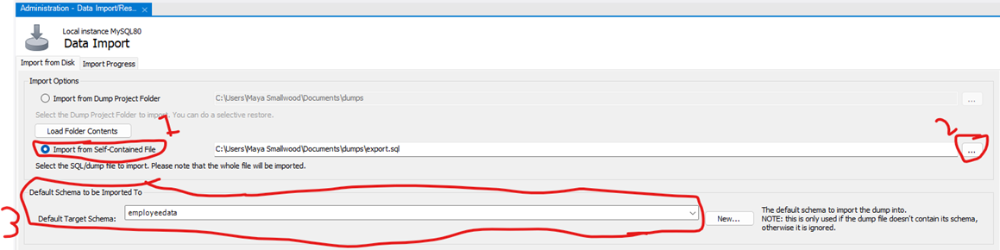 Administration - Data Import/Res... ×
Local instance MySQL80
Data Import
Import from Disk Import Progress
Import Options
Import from Dump Project Folder C:\Users\Maya Smallwood\Documents\dumps ...
Select the Dump Project Folder to import. You can do a selective restore.
1
Load Folder Contents
2
Import from Self-Contained File C:\Users\Maya Smallwood\Documents\dumps\export.sql ...
Select the SQL/dump file to import. Please note that the whole file will be imported.
Default Schema to be Imported To
3
Default Target Schema: employeedata New...
The default schema to import the dump into.
NOTE: this is only used if the dump file doesn't contain its schema,
otherwise it is ignored.